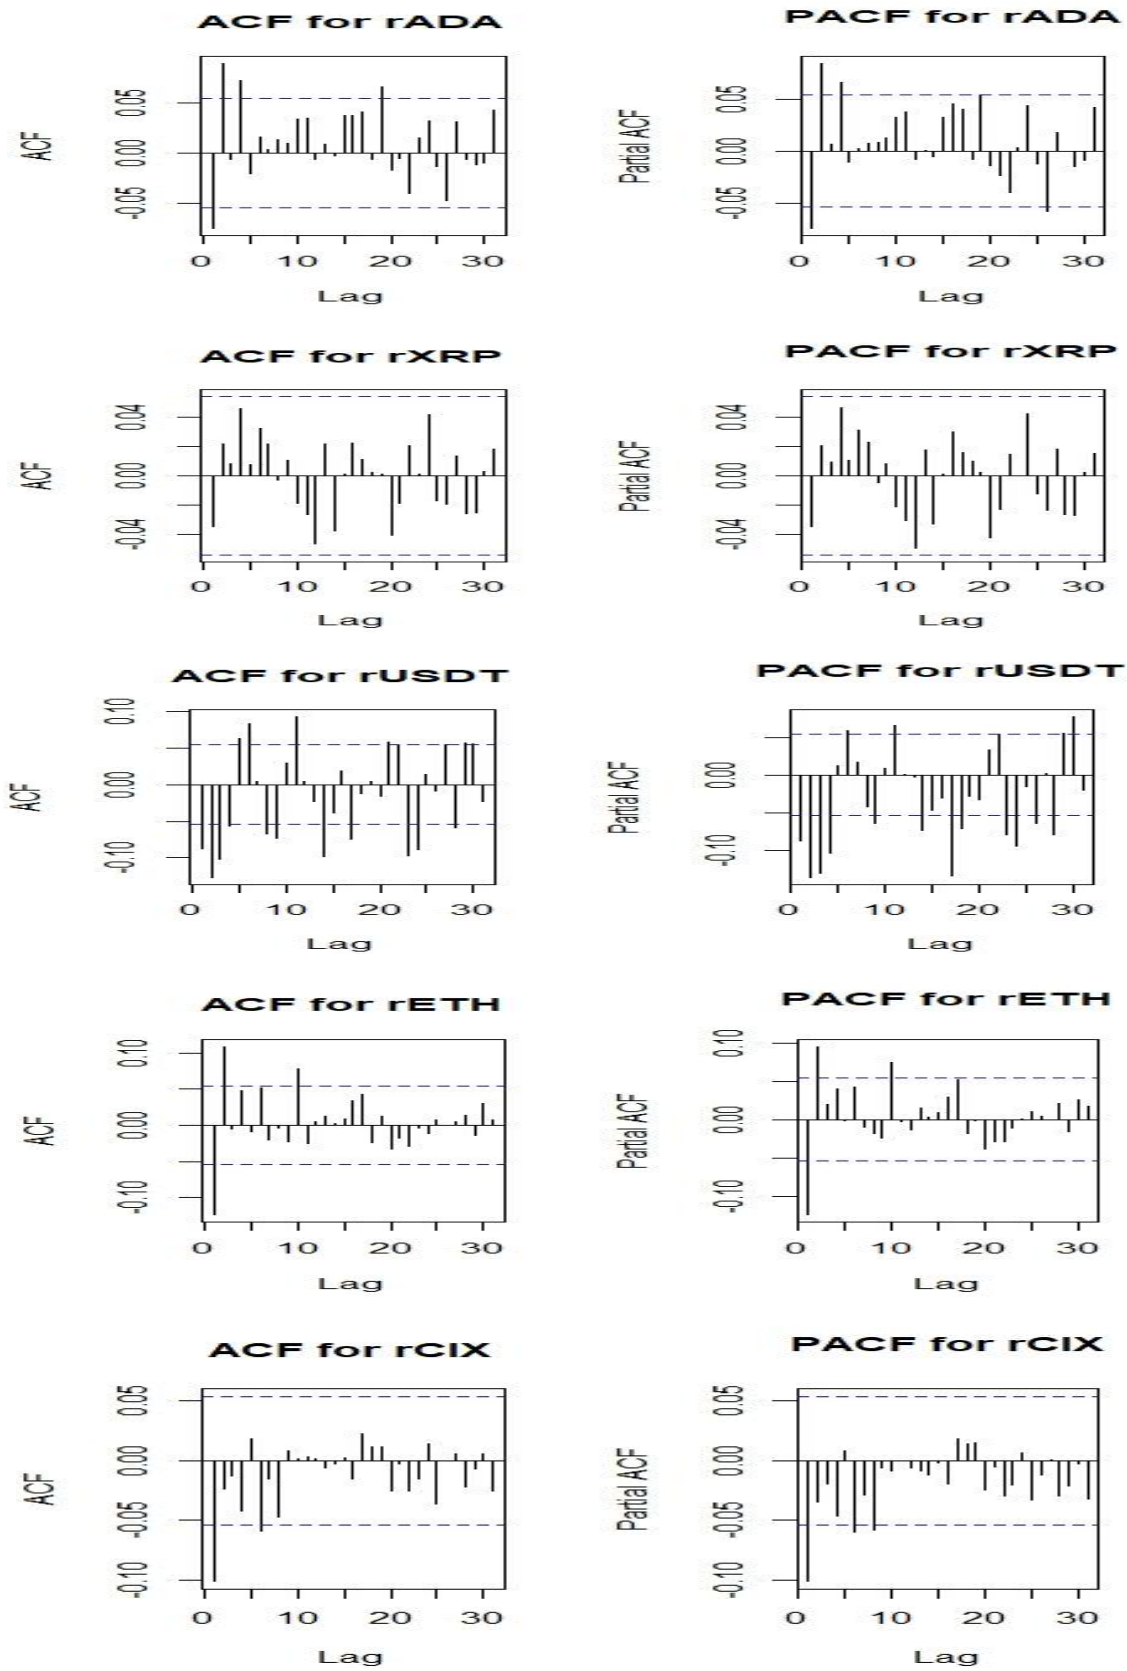 ACF for rADA
PACF for rADA
ACF
0.05
0.00
-0.05
0 10 20 30
Lag
Partial ACF
0.05
0.00
-0.05
0 10 20 30
Lag
ACF for rXRP
PACF for rXRP
ACF
0.04
0.00
-0.04
0 10 20 30
Lag
Partial ACF
0.04
0.00
-0.04
0 10 20 30
Lag
ACF for rUSDT
PACF for rUSDT
ACF
0.10
0.00
-0.10
0 10 20 30
Lag
Partial ACF
0.00
-0.10
0 10 20 30
Lag
ACF for rETH
PACF for rETH
ACF
0.10
0.00
-0.10
0 10 20 30
Lag
Partial ACF
0.10
0.00
-0.10
0 10 20 30
Lag
ACF for rCIX
PACF for rCIX
ACF
0.05
0.00
-0.05
-0.10
0 10 20 30
Lag
Partial ACF
0.05
0.00
-0.05
-0.10
0 10 20 30
Lag